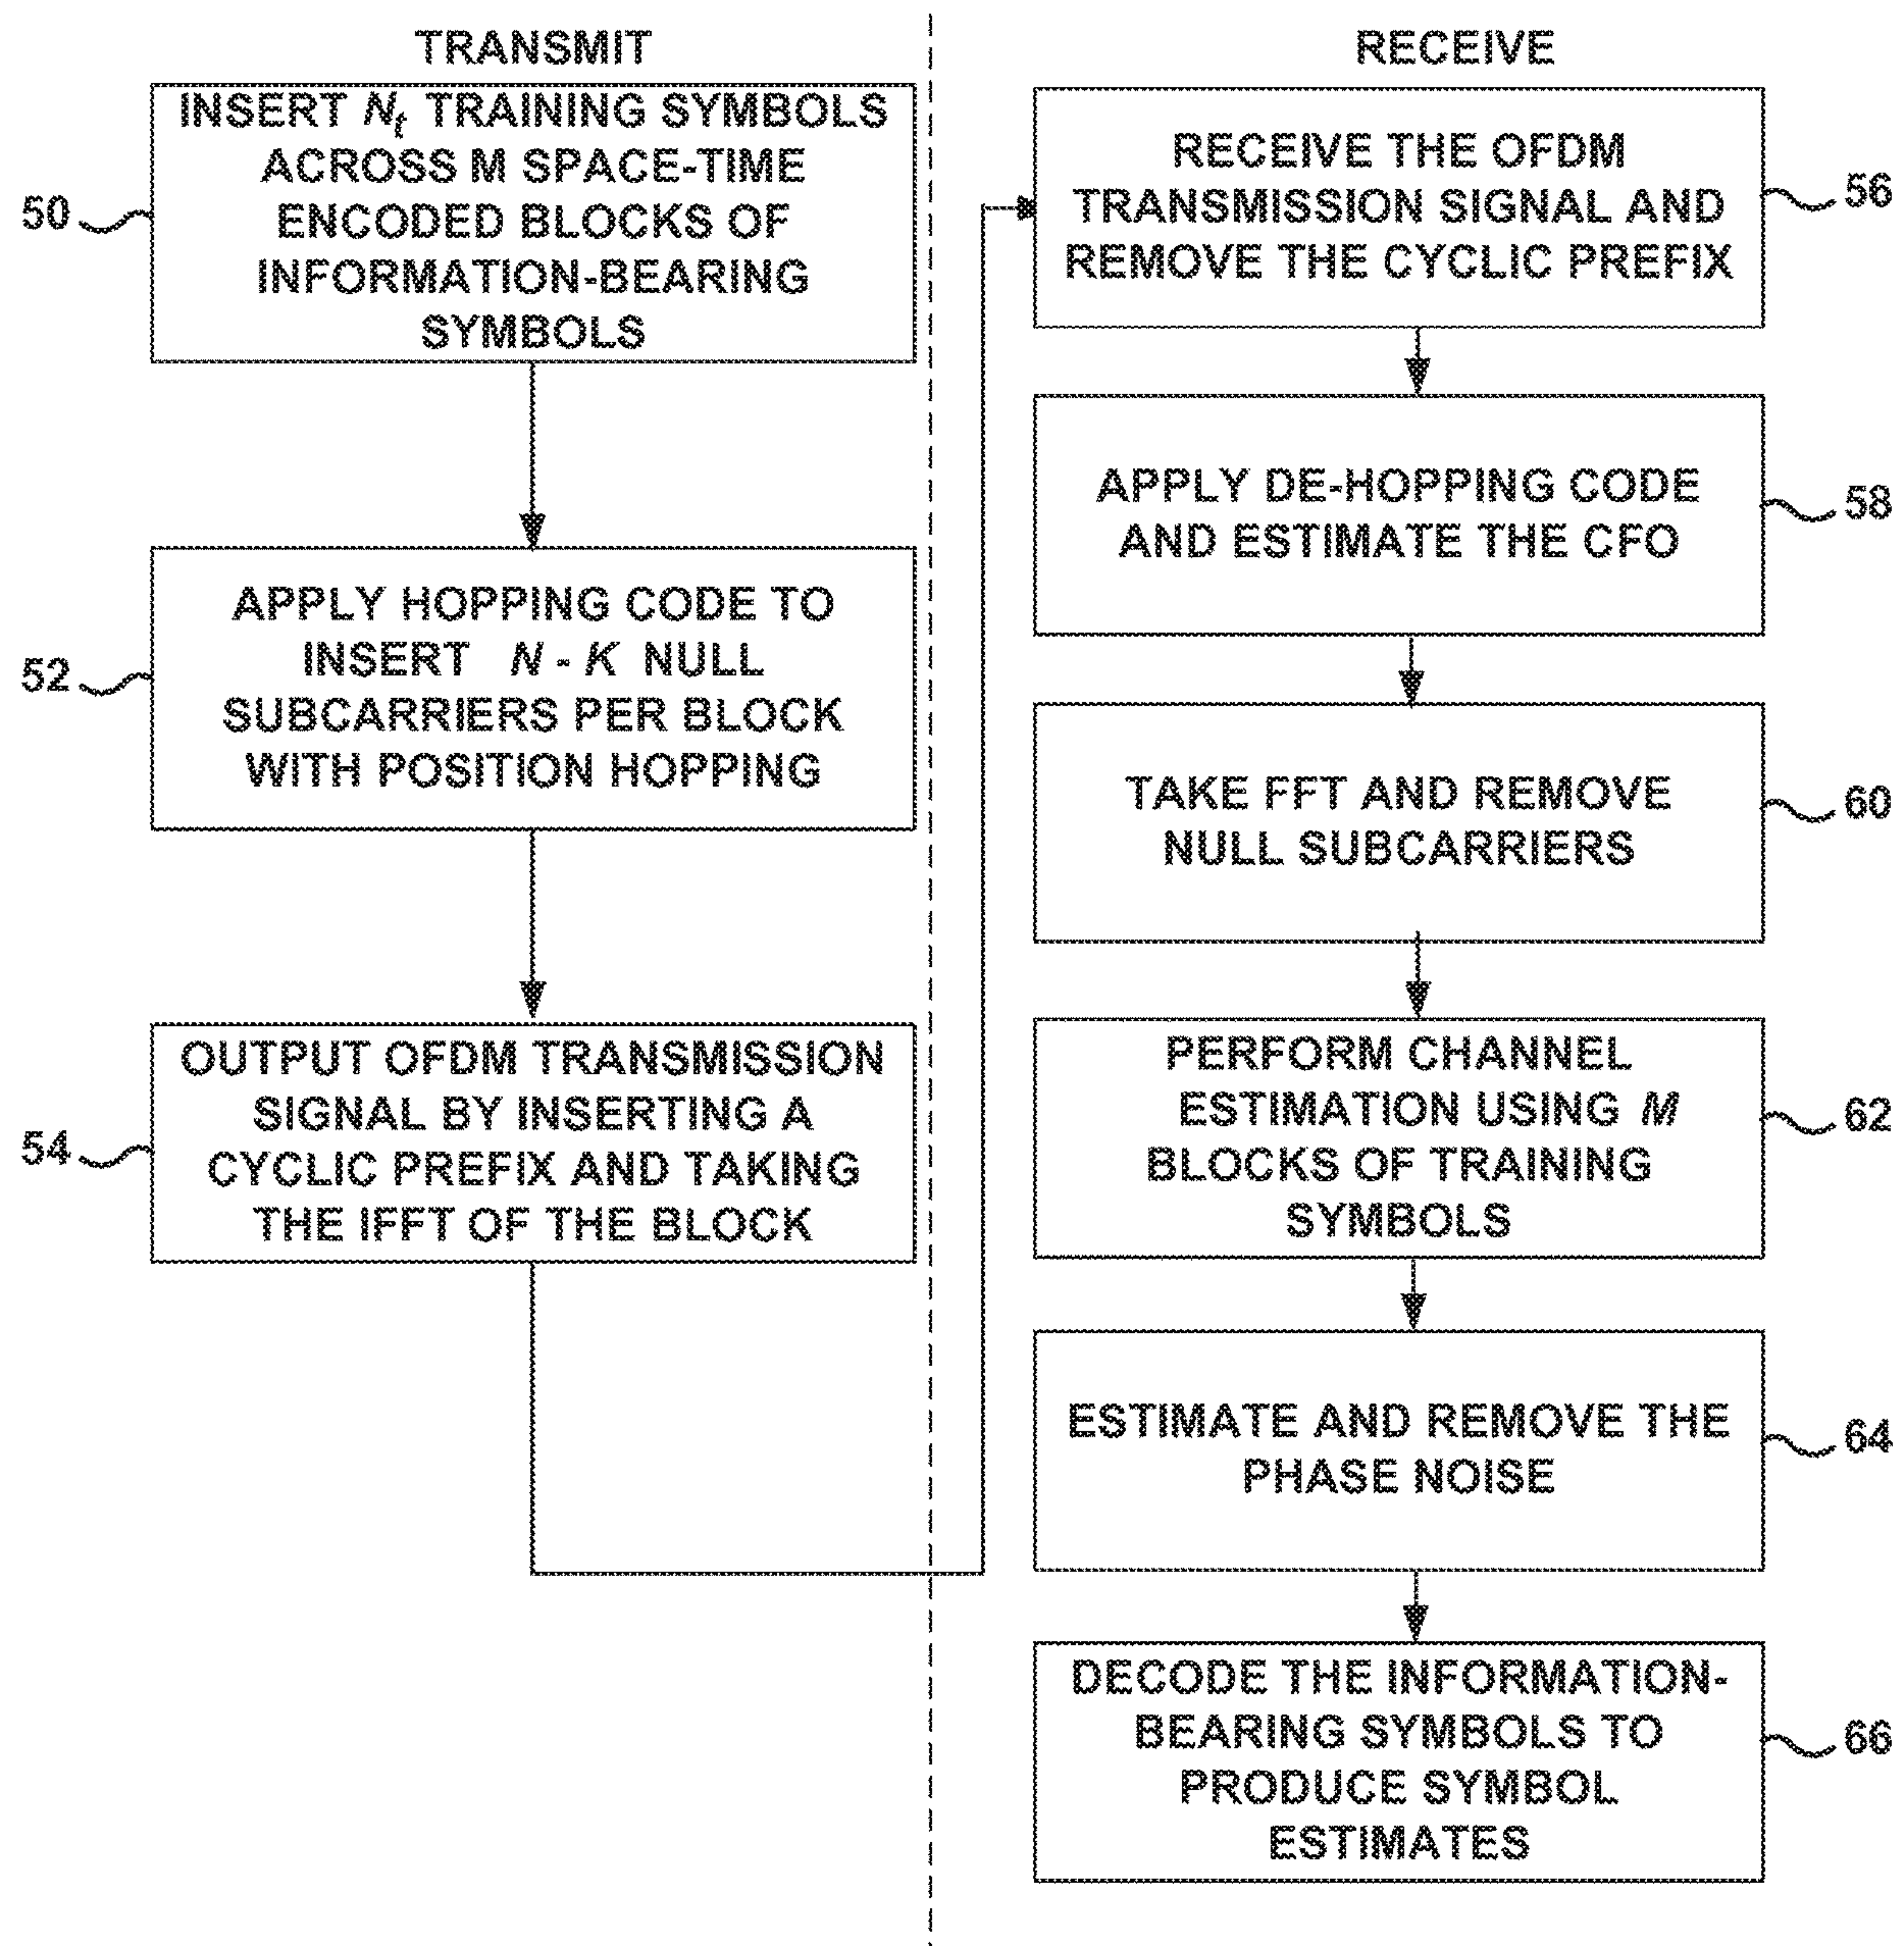 TRANSMIT
INSERT Nt TRAINING SYMBOLS
ACROSS M SPACE-TIME
ENCODED BLOCKS OF
INFORMATION-BEARING
SYMBOLS
50
APPLY HOPPING CODE TO
INSERT N - K NULL
SUBCARRIERS PER BLOCK
WITH POSITION HOPPING
52
OUTPUT OFDM TRANSMISSION
SIGNAL BY INSERTING A
CYCLIC PREFIX AND TAKING
THE IFFT OF THE BLOCK
54
RECEIVE
RECEIVE THE OFDM
TRANSMISSION SIGNAL AND
REMOVE THE CYCLIC PREFIX
56
APPLY DE-HOPPING CODE
AND ESTIMATE THE CFO
58
TAKE FFT AND REMOVE
NULL SUBCARRIERS
60
PERFORM CHANNEL
ESTIMATION USING M
BLOCKS OF TRAINING
SYMBOLS
62
ESTIMATE AND REMOVE THE
PHASE NOISE
64
DECODE THE INFORMATION-
BEARING SYMBOLS TO
PRODUCE SYMBOL
ESTIMATES
66